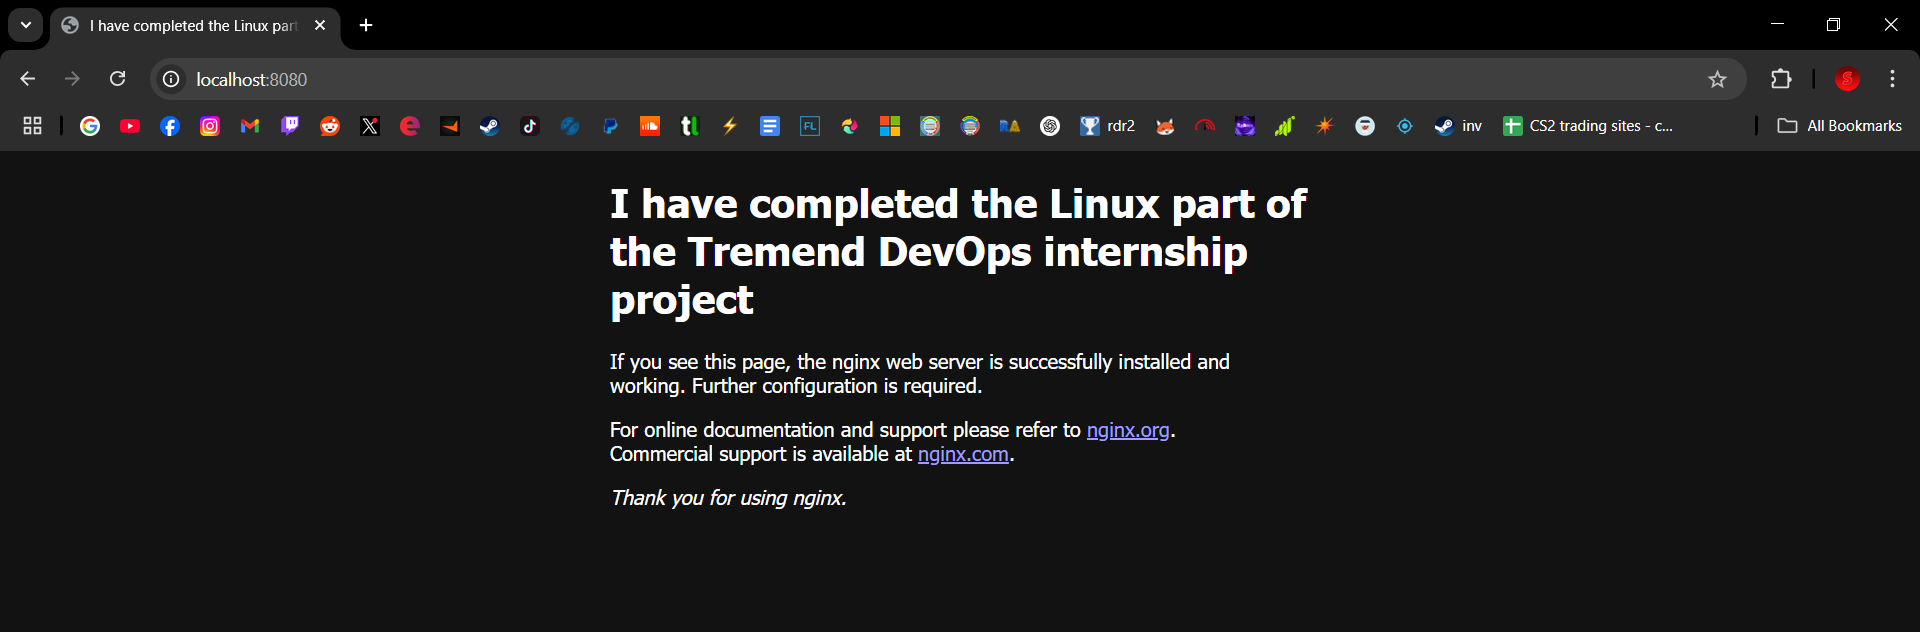 I have completed the Linux part
localhost:8080
rdr2
inv
CS2 trading sites - c...
All Bookmarks
I have completed the Linux part of
the Tremend DevOps internship
project
If you see this page, the nginx web server is successfully installed and
working. Further configuration is required.
For online documentation and support please refer to nginx.org.
Commercial support is available at nginx.com.
Thank you for using nginx.